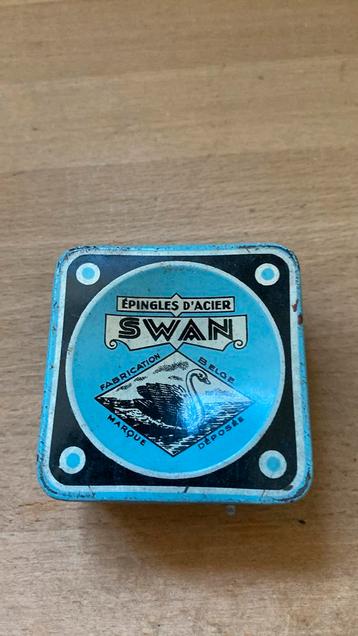 ÉPINGLES D'ACIER
SWAN
FABRICATION BELGE
MARQUE DÉPOSÉE